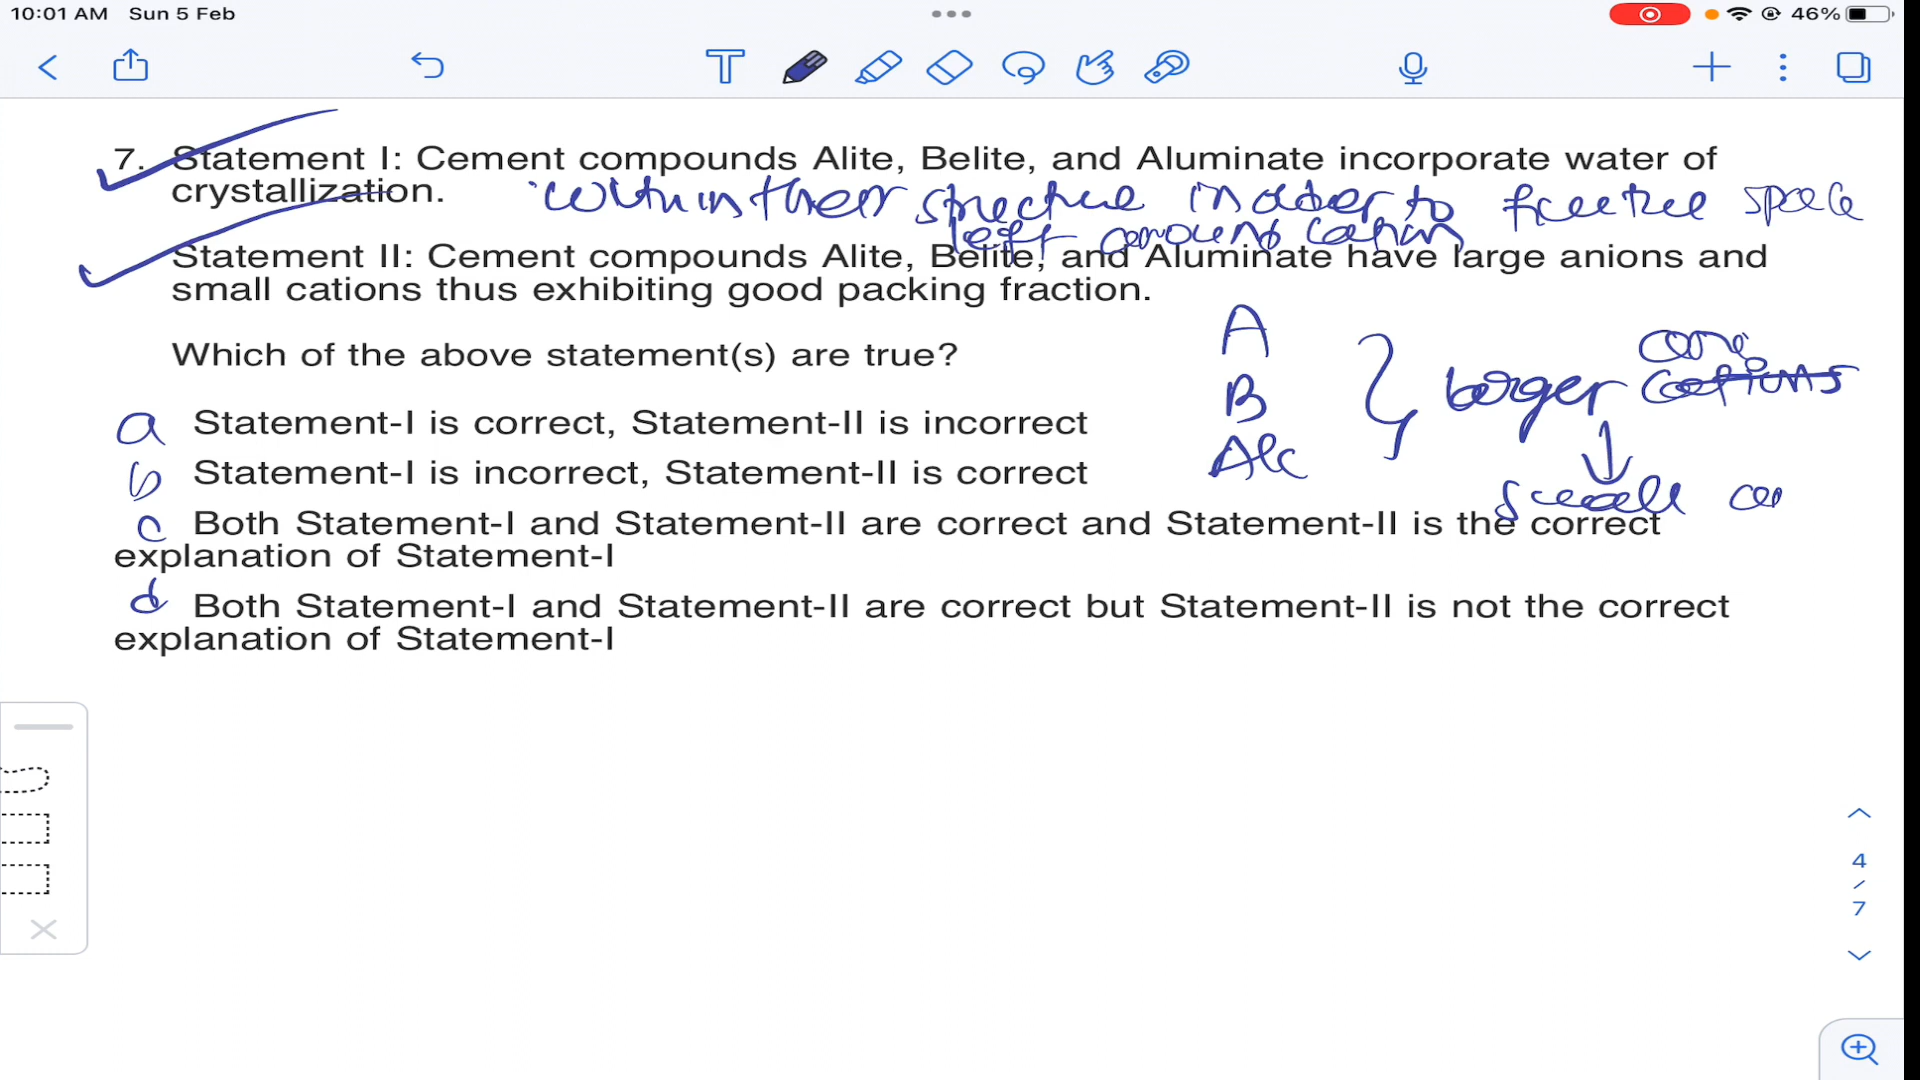 10:01 AM Sun 5 Feb
46%
7. Statement I: Cement compounds Alite, Belite, and Aluminate incorporate water of
crystallization. within their structure in order to free the space
left around cation
Statement II: Cement compounds Alite, Belite, and Aluminate have large anions and
small cations thus exhibiting good packing fraction.
Which of the above statement(s) are true?
A
B
larger cations
a Statement-I is correct, Statement-II is incorrect
b Statement-I is incorrect, Statement-II is correct
small
c Both Statement-I and Statement-II are correct and Statement-II is the correct
explanation of Statement-I
d Both Statement-I and Statement-II are correct but Statement-II is not the correct
explanation of Statement-I
4
/
7